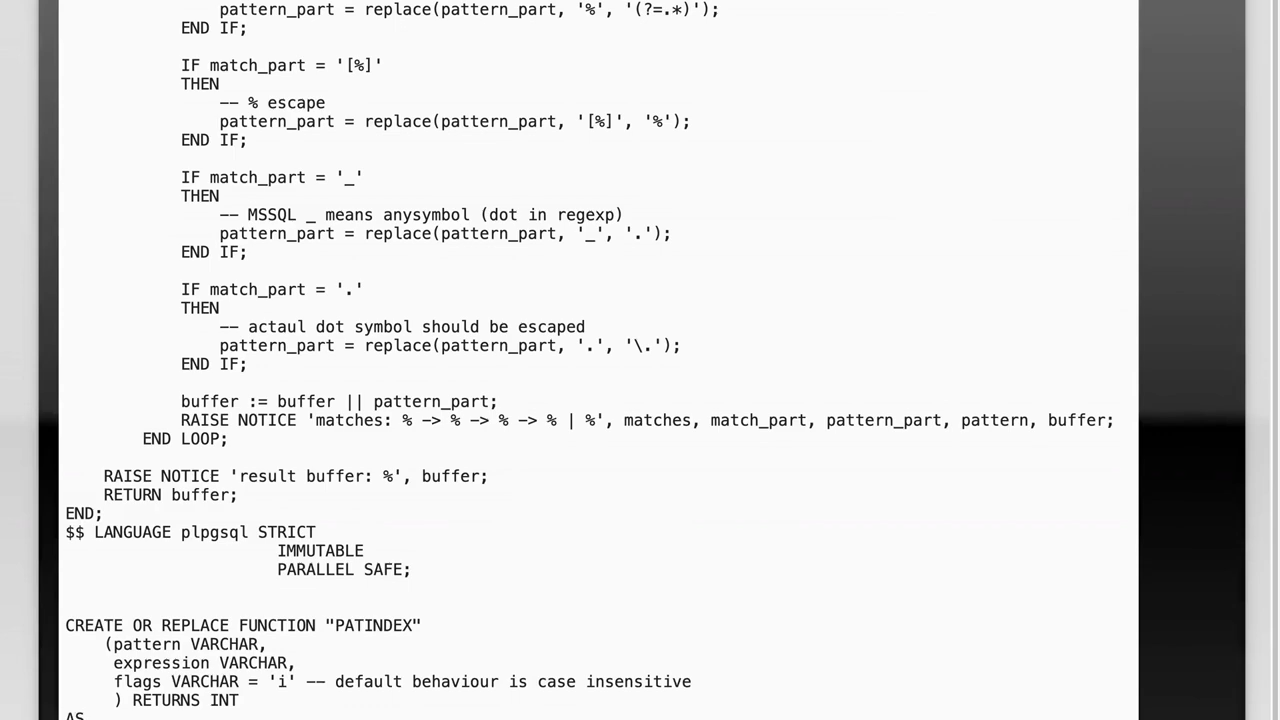 pattern_part = replace(pattern_part, '%', '(?=.*)');
END IF;
IF match_part = '[%]'
THEN
-- % escape
pattern_part = replace(pattern_part, '[%]', '%');
END IF;
IF match_part = '_'
THEN
-- MSSQL _ means anysymbol (dot in regexp)
pattern_part = replace(pattern_part, '_', '.');
END IF;
IF match_part = '.'
THEN
-- actaul dot symbol should be escaped
pattern_part = replace(pattern_part, '.', '\.');
END IF;
buffer := buffer || pattern_part;
RAISE NOTICE 'matches: % -> % -> % -> % | %', matches, match_part, pattern_part, pattern, buffer;
END LOOP;
RAISE NOTICE 'result buffer: %', buffer;
RETURN buffer;
END;
$$ LANGUAGE plpgsql STRICT
IMMUTABLE
PARALLEL SAFE;
CREATE OR REPLACE FUNCTION "PATINDEX"
(pattern VARCHAR,
expression VARCHAR,
flags VARCHAR = 'i' -- default behaviour is case insensitive
) RETURNS INT
AS